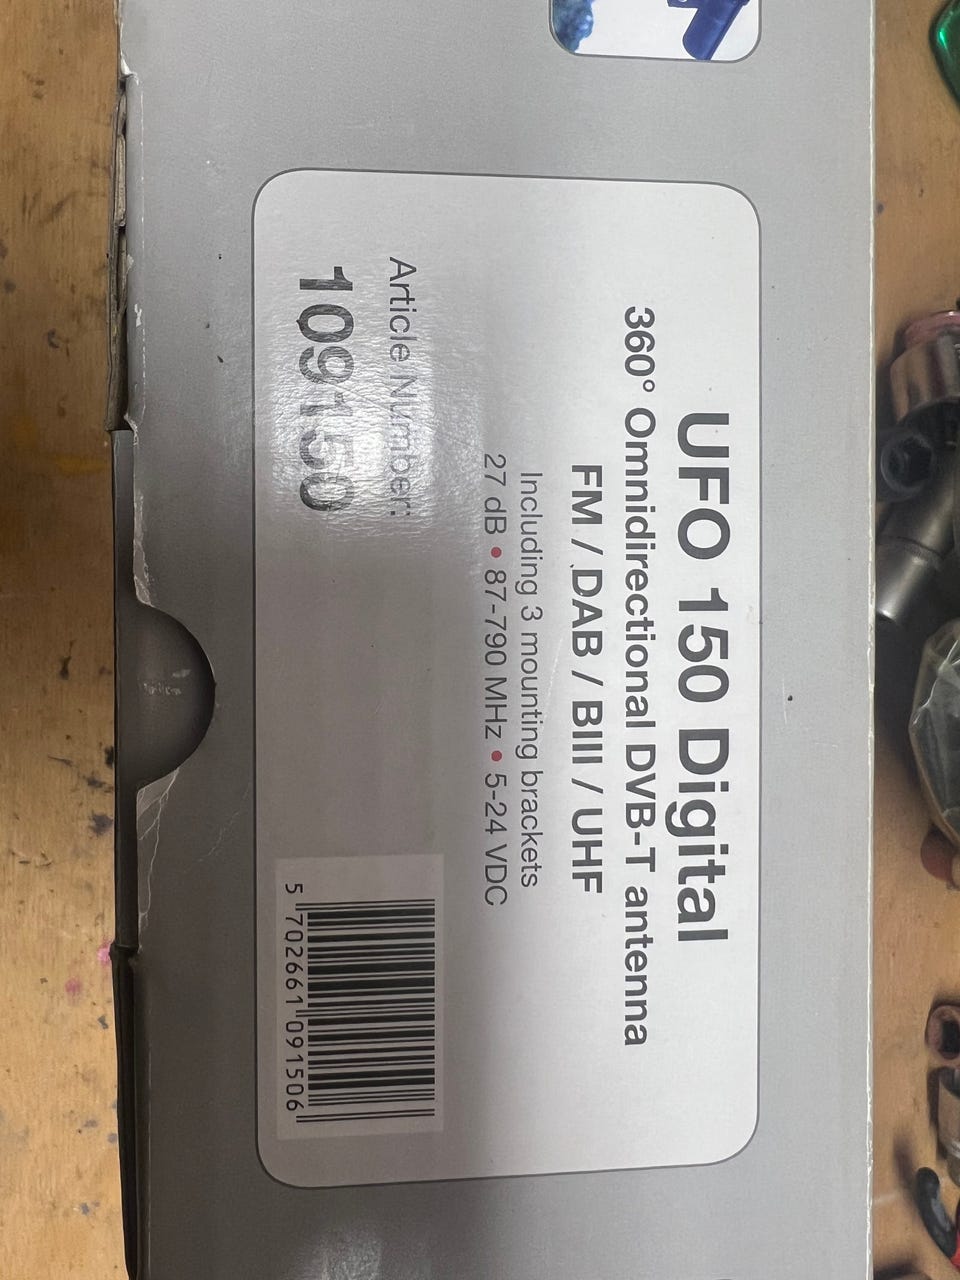 UFO 150 Digital
360° Omnidirectional DVB-T antenna
FM / DAB / BIII / UHF
Including 3 mounting brackets
27 dB • 87-790 MHz • 5-24 VDC
Article Number:
109150
5 702661 091506